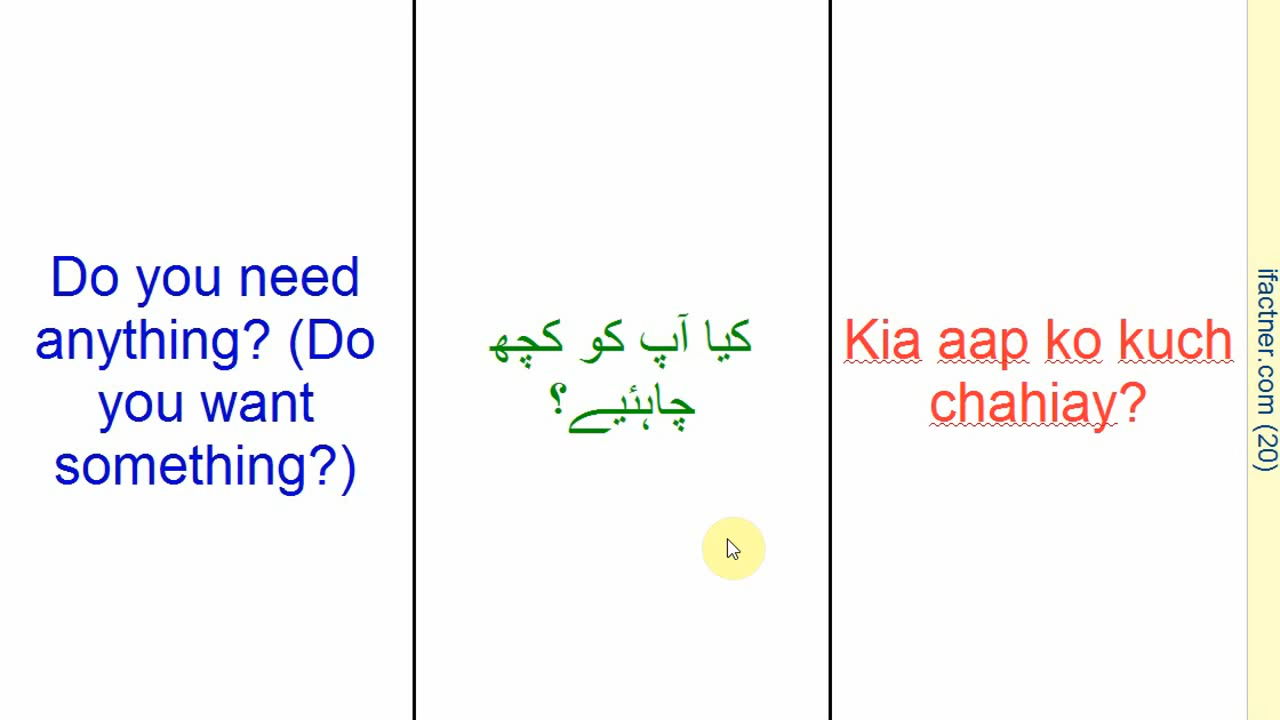 Do you need
anything? (Do
you want
something?)
کیا آپ کو کچھ
چاہئیے؟
Kia aap ko kuch
chahiay?
ifactner.com (20)